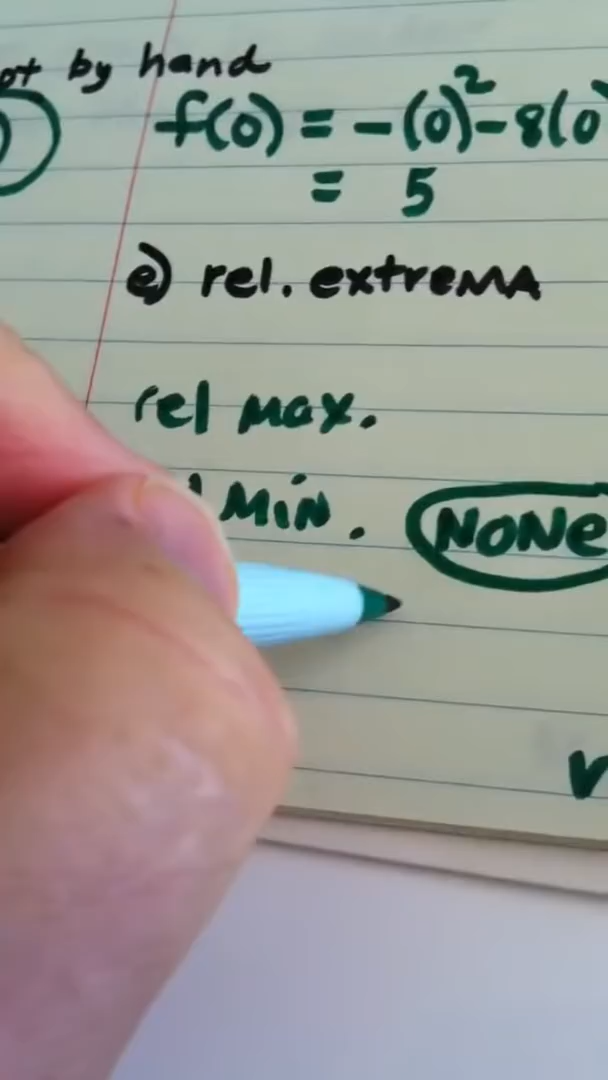 by hand
f(0) = -(0)²-8(0
= 5
e) rel. extrema
rel Max.
Min. NONE